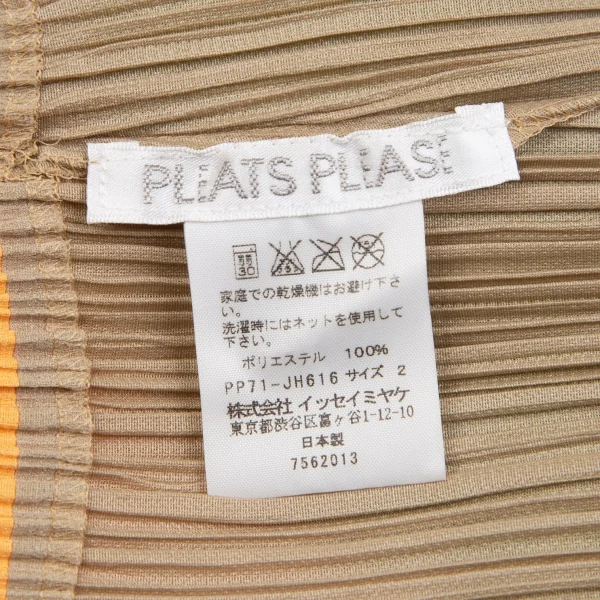 PLEATS PLEASE
30
家庭での乾燥機はお避け下さ
い。
洗濯時にはネットを使用して
下さい。
ポリエステル 100%
PP71-JH616 サイズ 2
株式会社 イッセイミヤケ
東京都渋谷区富ヶ谷1-12-10
日本製
7562013